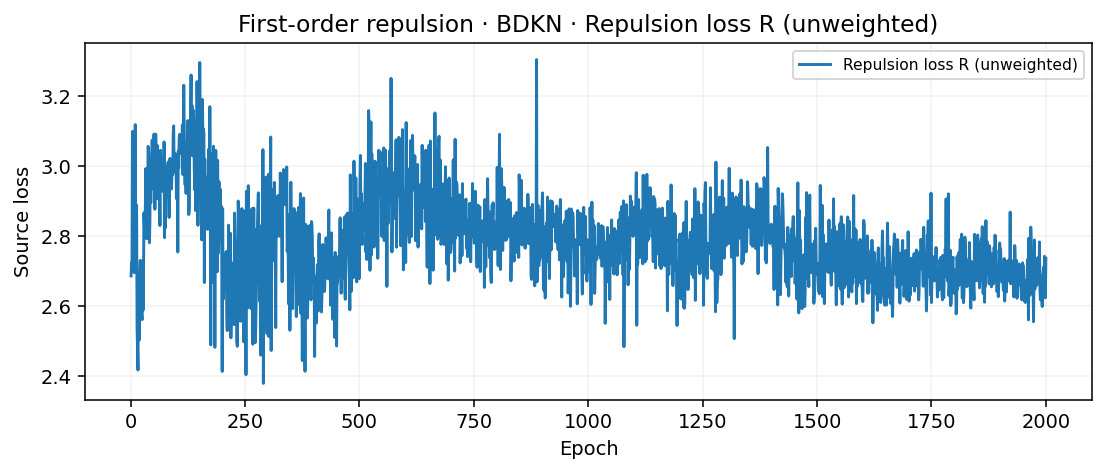 First-order repulsion · BDKN · Repulsion loss R (unweighted)
Repulsion loss R (unweighted)
Source loss
3.2
3.0
2.8
2.6
2.4
0 250 500 750 1000 1250 1500 1750 2000
Epoch